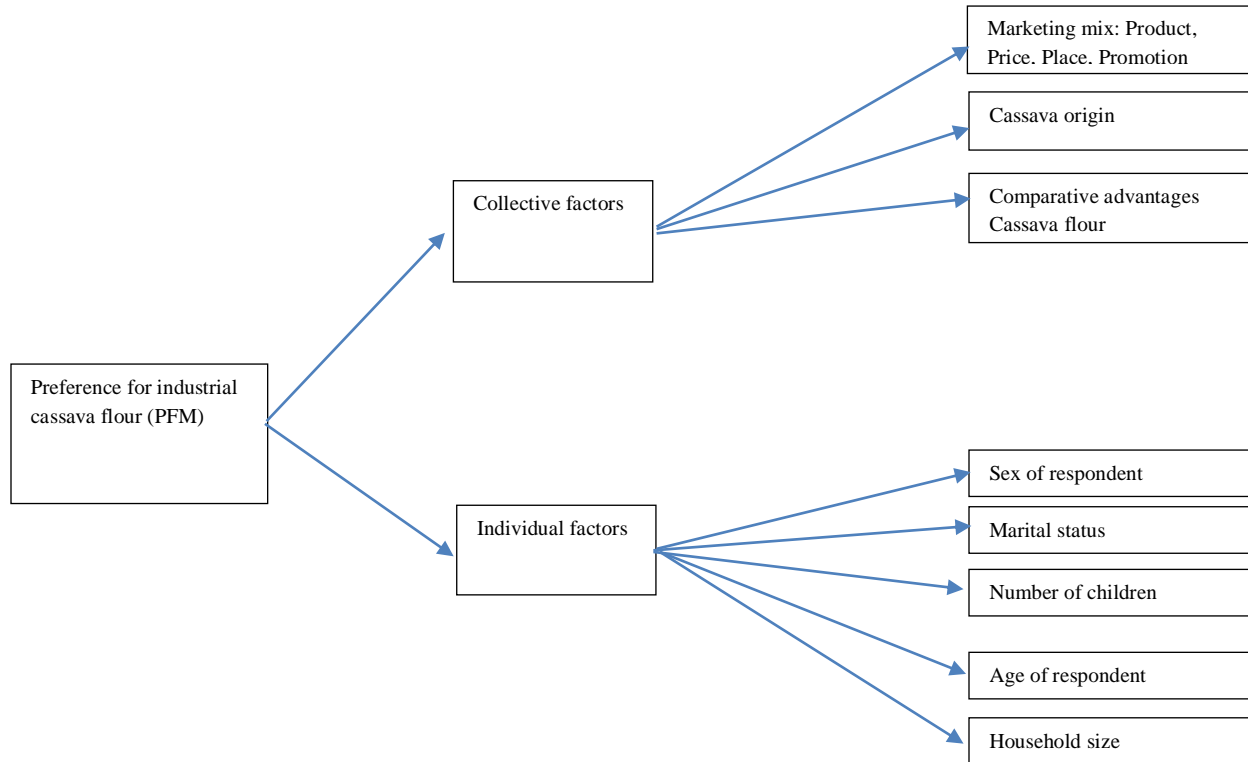 Marketing mix: Product,
Price. Place. Promotion
Cassava origin
Collective factors
Comparative advantages
Cassava flour
Preference for industrial
cassava flour (PFM)
Sex of respondent
Individual factors
Marital status
Number of children
Age of respondent
Household size